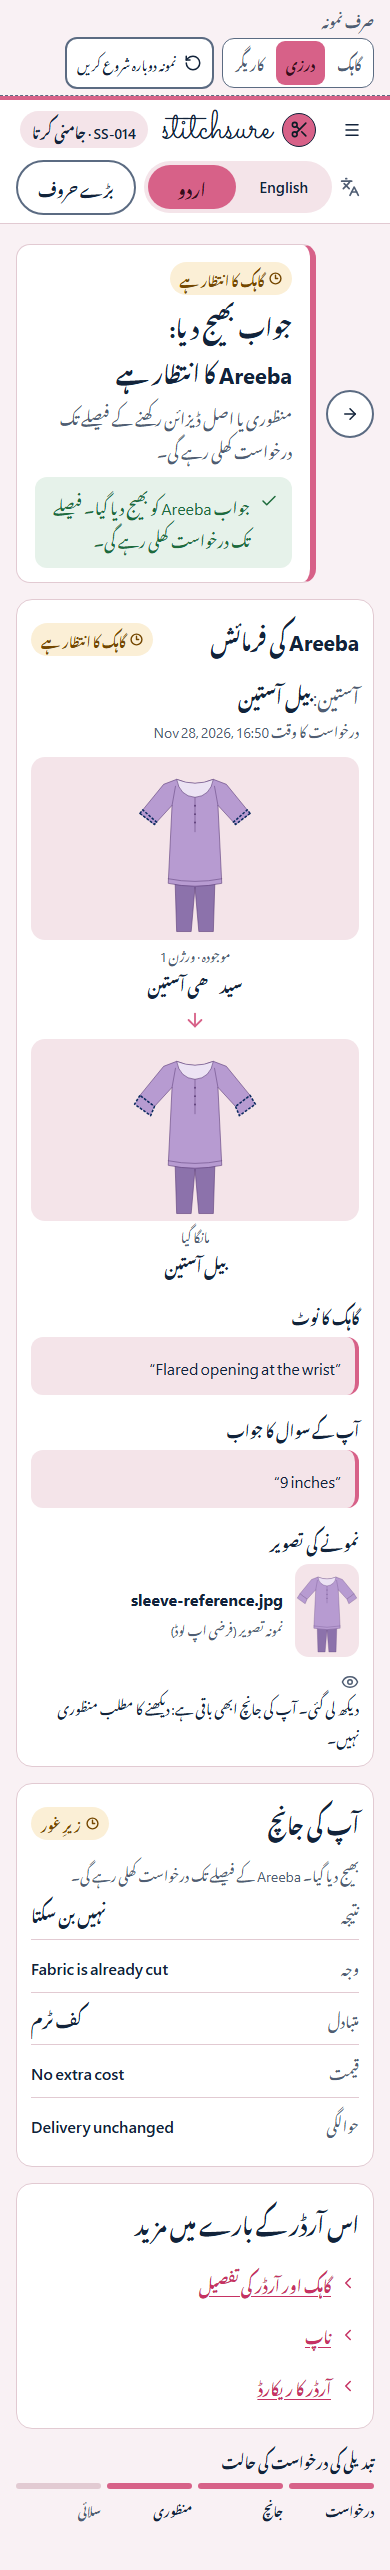 صرف نمونہ
گاہک
درزی
کاریگر
نمونہ دوبارہ شروع کریں
stitchsure
SS-014 · جامنی کرتا
English
اردو
بڑے حروف
گاہک کا انتظار ہے
جواب بھیج دیا:
Areeba کا انتظار ہے
منظوری یا اصل ڈیزائن رکھنے کے فیصلے تک
درخواست کھلی رہے گی۔
جواب Areeba کو بھیج دیا گیا۔ فیصلے
تک درخواست کھلی رہے گی۔
Areeba کی فرمائش
گاہک کا انتظار ہے
آستین: بیل آستین
درخواست کا وقت Nov 28, 2026, 16:50
موجودہ · ورژن 1
سیدھی آستین
مانگا گیا
بیل آستین
گاہک کا نوٹ
"Flared opening at the wrist"
آپ کے سوال کا جواب
"9 inches"
نمونے کی تصویر
sleeve-reference.jpg
نمونہ تصویر (فرضی اپ لوڈ)
دیکھ لی گئی۔ آپ کی جانچ ابھی باقی ہے: دیکھنے کا مطلب منظوری
نہیں۔
آپ کی جانچ
زیرِ غور
بھیج دیا گیا۔ Areeba کے فیصلے تک درخواست کھلی رہے گی۔
نتیجہ
نہیں بن سکتا
وجہ
Fabric is already cut
متبادل
کف ٹرم
قیمت
No extra cost
حوالگی
Delivery unchanged
اس آرڈر کے بارے میں مزید
گاہک اور آرڈر کی تفصیل
ناپ
آرڈر کا ریکارڈ
تبدیلی کی درخواست کی حالت
درخواست
جانچ
منظوری
سلائی